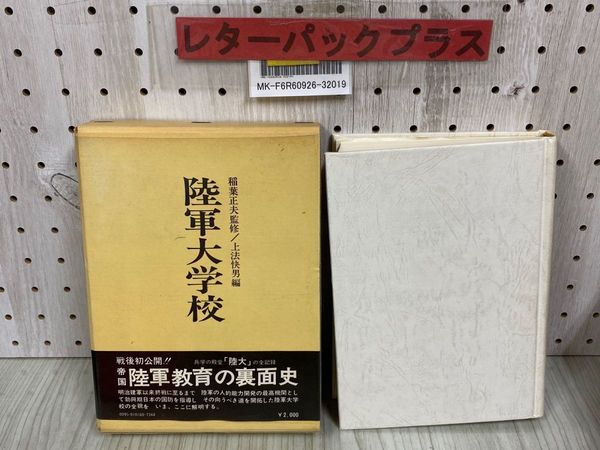 レターパックプラス
MK-F6R60926-32019
陸軍大学校
稲葉正夫監修/上法快男編
戦後初公開!!
兵学の殿堂「陸大」の全記録
帝国陸軍教育の裏面史
明治建軍以来終戦に至るまで 陸軍の人的能力開発の最高機関とし
て勃興期日本の国防を指導し その向うべき道を開拓した陸軍大学
校の全貌を いま、ここに解明する。
¥2,000